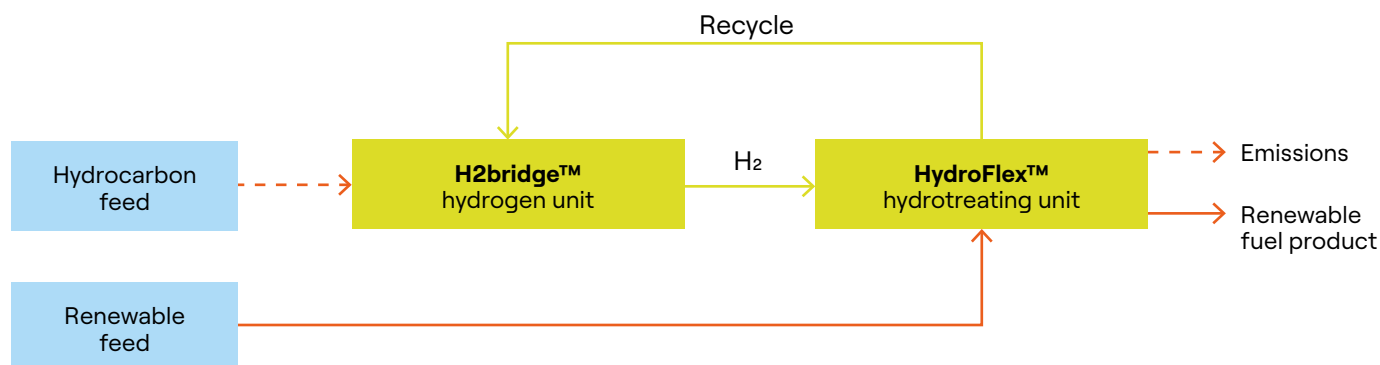 Recycle
Hydrocarbon
feed
H2bridge™
hydrogen unit
H₂
HydroFlex™
hydrotreating unit
Emissions
Renewable
fuel product
Renewable
feed